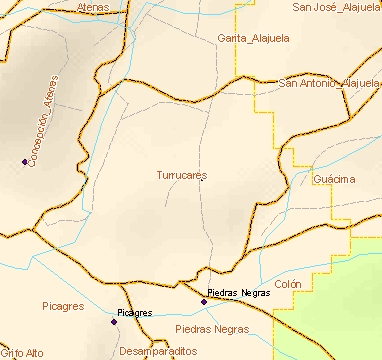 Atenas
San José_Alajuela
Garita_Alajuela
San Antonio_Alajuela
Concepción_Atenas
Turrucares
Guácima
Colón
Piedras Negras
Picagres
Picagres
Piedras Negras
Grifo Alto
Desamparaditos